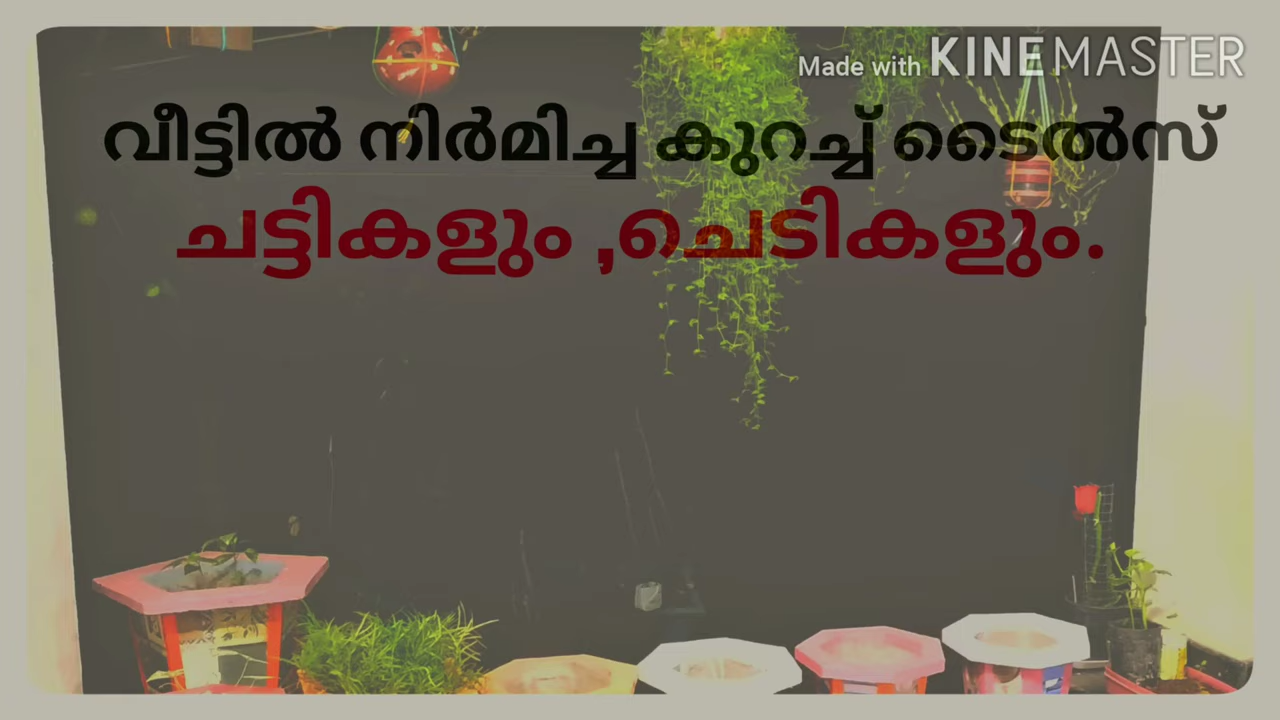 Made with KINEMASTER
വീട്ടിൽ നിർമിച്ച കുറച്ച് ടൈൽസ്
ചട്ടികളും ,ചെടികളും.